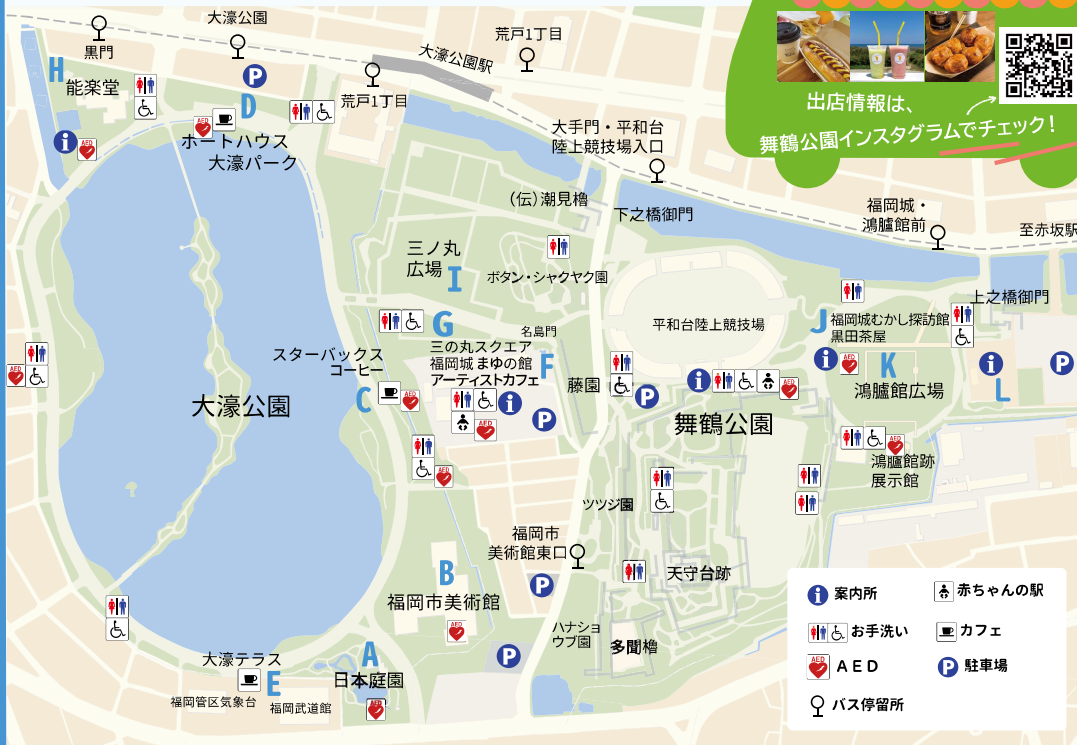 大濠公園
黒門
荒戸1丁目
大濠公園駅
荒戸1丁目
H
能楽堂
D
ボートハウス
大濠パーク
出店情報は、
舞鶴公園インスタグラムでチェック!
大手門・平和台
陸上競技場入口
(伝)潮見櫓
下之橋御門
福岡城・
鴻臚館前
至赤坂駅
三ノ丸
広場
I
ボタン・シャクヤク園
上之橋御門
G
名島門
平和台陸上競技場
J
福岡城むかし探訪館
黒田茶屋
スターバックス
コーヒー
三の丸スクエア
福岡城 まゆの館
アーティストカフェ
F
藤園
K
鴻臚館広場
L
C
大濠公園
舞鶴公園
鴻臚館跡
展示館
ツツジ園
福岡市
美術館東口
天守台跡
B
福岡市美術館
ハナショ
ウブ園
多聞櫓
A
日本庭園
大濠テラス
E
福岡管区気象台
福岡武道館
案内所
赤ちゃんの駅
お手洗い
カフェ
AED
駐車場
バス停留所